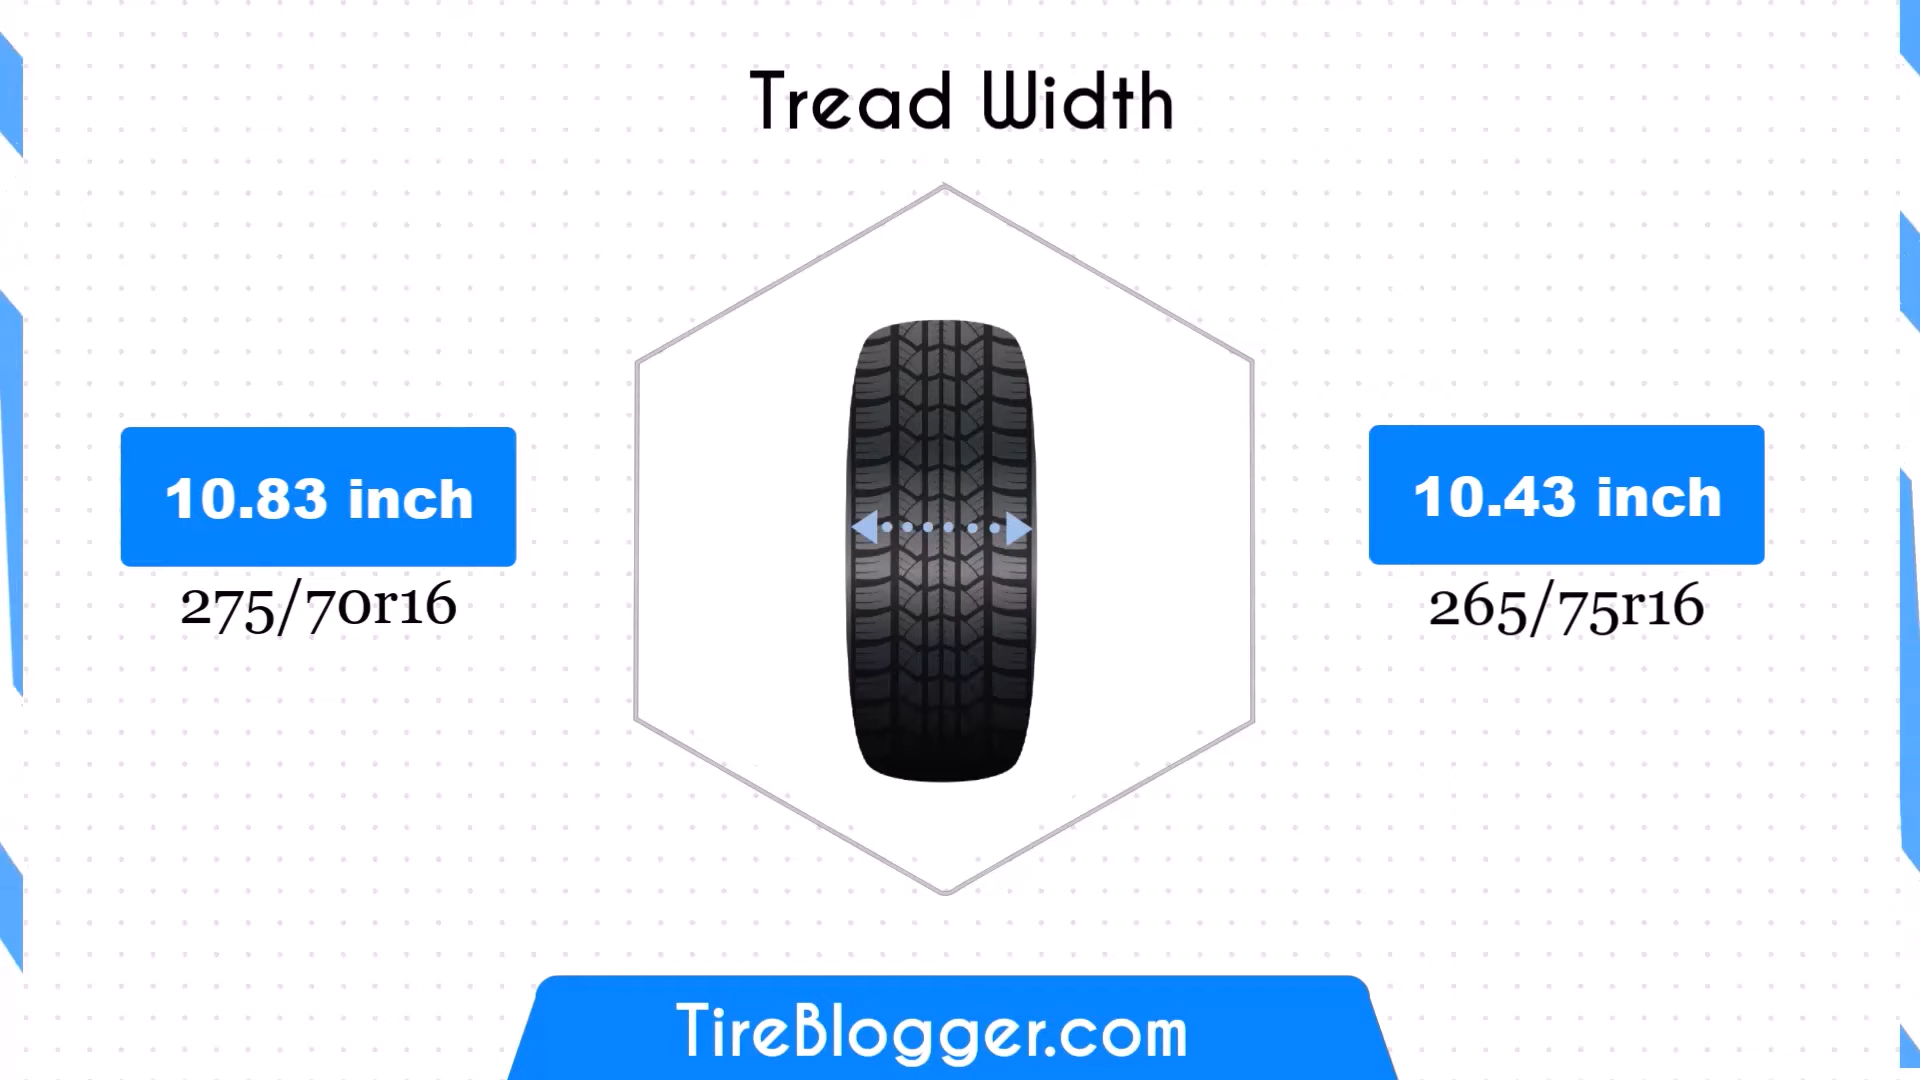 Tread Width
10.83 inch
275/70r16
10.43 inch
265/75r16
TireBlogger.com